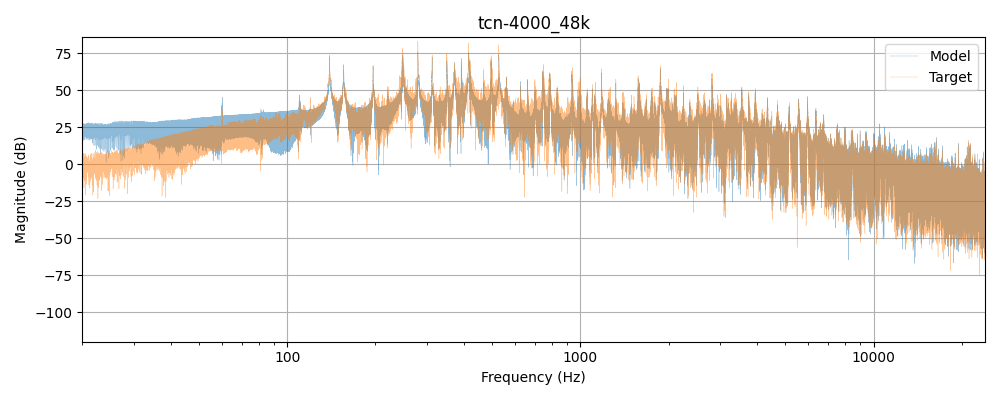 tcn-4000_48k
Model
Target
75
50
25
0
−25
−50
−75
−100
Magnitude (dB)
100
1000
10000
Frequency (Hz)